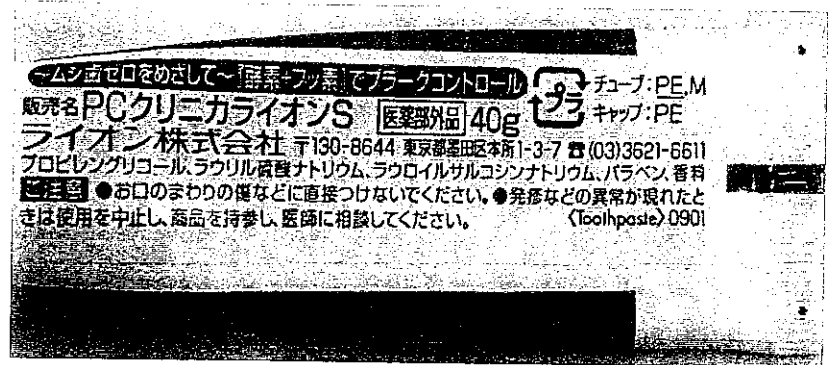 ～ムシ歯ゼロをめざして～ 酵素+フッ素 でプラークコントロール
プラ チューブ:PE,M
キャップ:PE
販売名PCクリニカライオンS 医薬部外品 40g
ライオン株式会社 〒130-8644 東京都墨田区本所1-3-7 ☎(03)3621-6611
プロピレングリコール、ラウリル硫酸ナトリウム、ラウロイルサルコシンナトリウム、パラベン、香料
ご注意 ●お口のまわりの傷などに直接つけないでください。●発疹などの異常が現れたと
きは使用を中止し、商品を持参し、医師に相談してください。 〈Toothpaste〉0901